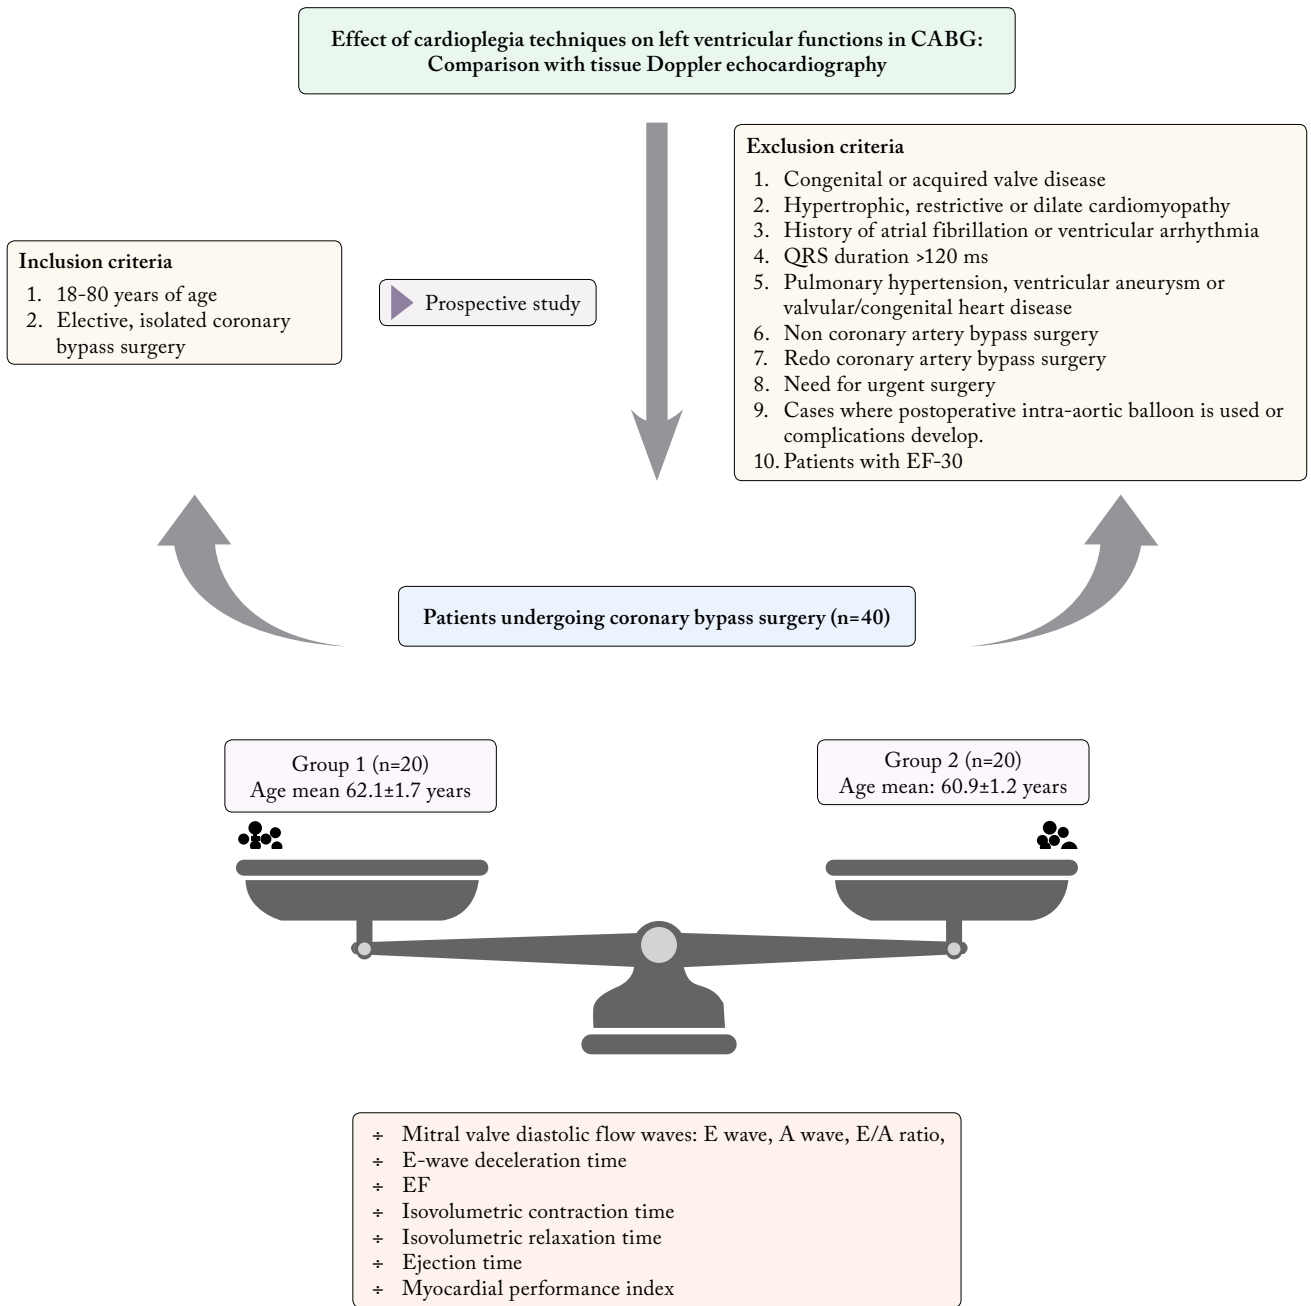 Effect of cardioplegia techniques on left ventricular functions in CABG:
Comparison with tissue Doppler echocardiography
Inclusion criteria
1. 18-80 years of age
2. Elective, isolated coronary
bypass surgery
Prospective study
Exclusion criteria
1. Congenital or acquired valve disease
2. Hypertrophic, restrictive or dilate cardiomyopathy
3. History of atrial fibrillation or ventricular arrhythmia
4. QRS duration >120 ms
5. Pulmonary hypertension, ventricular aneurysm or
valvular/congenital heart disease
6. Non coronary artery bypass surgery
7. Redo coronary artery bypass surgery
8. Need for urgent surgery
9. Cases where postoperative intra-aortic balloon is used or
complications develop.
10. Patients with EF-30
Patients undergoing coronary bypass surgery (n=40)
Group 1 (n=20)
Age mean 62.1±1.7 years
Group 2 (n=20)
Age mean: 60.9±1.2 years
÷ Mitral valve diastolic flow waves: E wave, A wave, E/A ratio,
÷ E-wave deceleration time
÷ EF
÷ Isovolumetric contraction time
÷ Isovolumetric relaxation time
÷ Ejection time
÷ Myocardial performance index